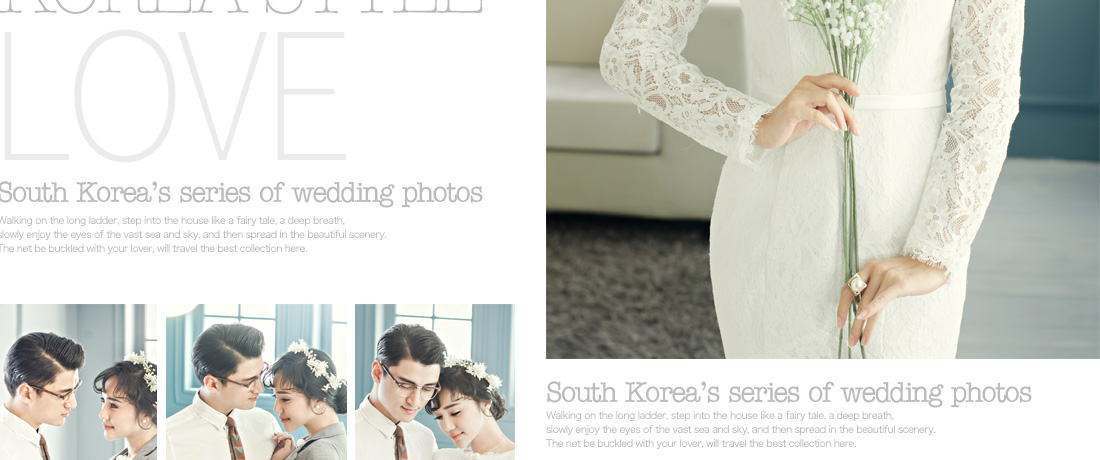 KOREA STYLE
LOVE
South Korea's series of wedding photos
Walking on the long ladder, step into the house like a fairy tale, a deep breath,
slowly enjoy the eyes of the vast sea and sky, and then spread in the beautiful scenery.
The net be buckled with your lover, will travel the best collection here.
South Korea's series of wedding photos
Walking on the long ladder, step into the house like a fairy tale, a deep breath,
slowly enjoy the eyes of the vast sea and sky, and then spread in the beautiful scenery.
The net be buckled with your lover, will travel the best collection here.